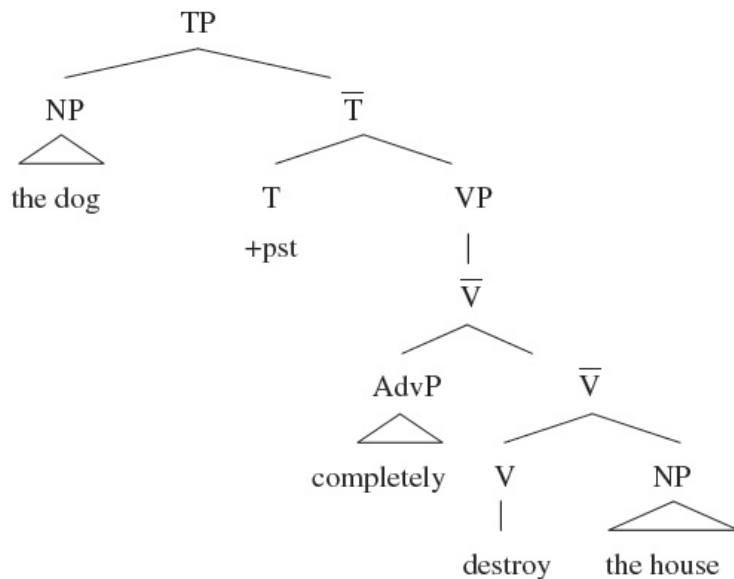 TP
NP T̅
the dog T VP
+pst
V̅
AdvP V̅
completely V NP
destroy the house